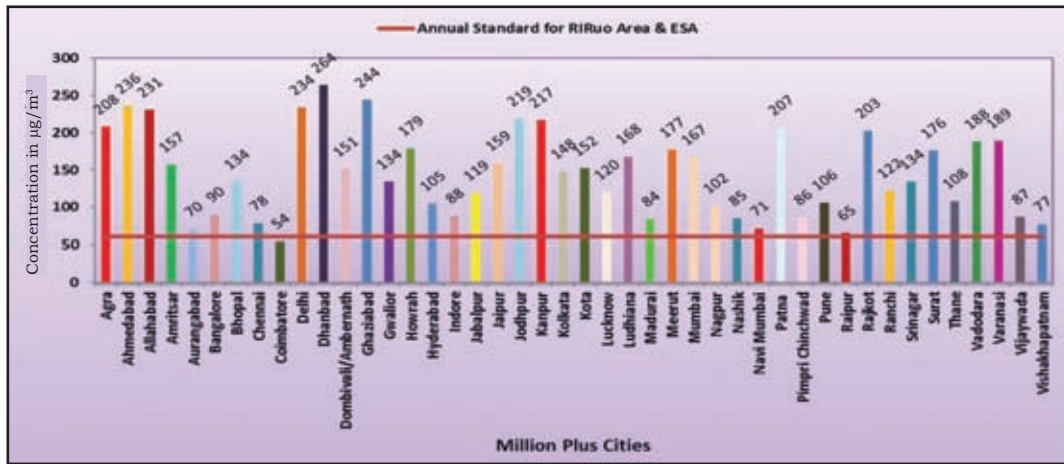 Annual Standard for RIRuo Area & ESA
Concentration in µg/m³
300
250
200
150
100
50
0
208
236
231
157
70
90
134
78
54
234
264
151
244
134
179
105
88
119
159
219
217
148
152
120
168
84
177
167
102
85
71
207
86
106
65
203
122
134
176
108
188
189
87
77
Agra
Ahmedabad
Allahabad
Amritsar
Aurangabad
Bangalore
Bhopal
Chennai
Coimbatore
Delhi
Dhanbad
Dombivali/Ambernath
Ghaziabad
Gwalior
Howrah
Hyderabad
Indore
Jabalpur
Jaipur
Jodhpur
Kanpur
Kolkata
Kota
Lucknow
Ludhiana
Madurai
Meerut
Mumbai
Nagpur
Nashik
Navi Mumbai
Patna
Pimpri Chinchwad
Pune
Raipur
Rajkot
Ranchi
Srinagar
Surat
Thane
Vadodara
Varanasi
Vijaywada
Vishakhapatnam
Million Plus Cities